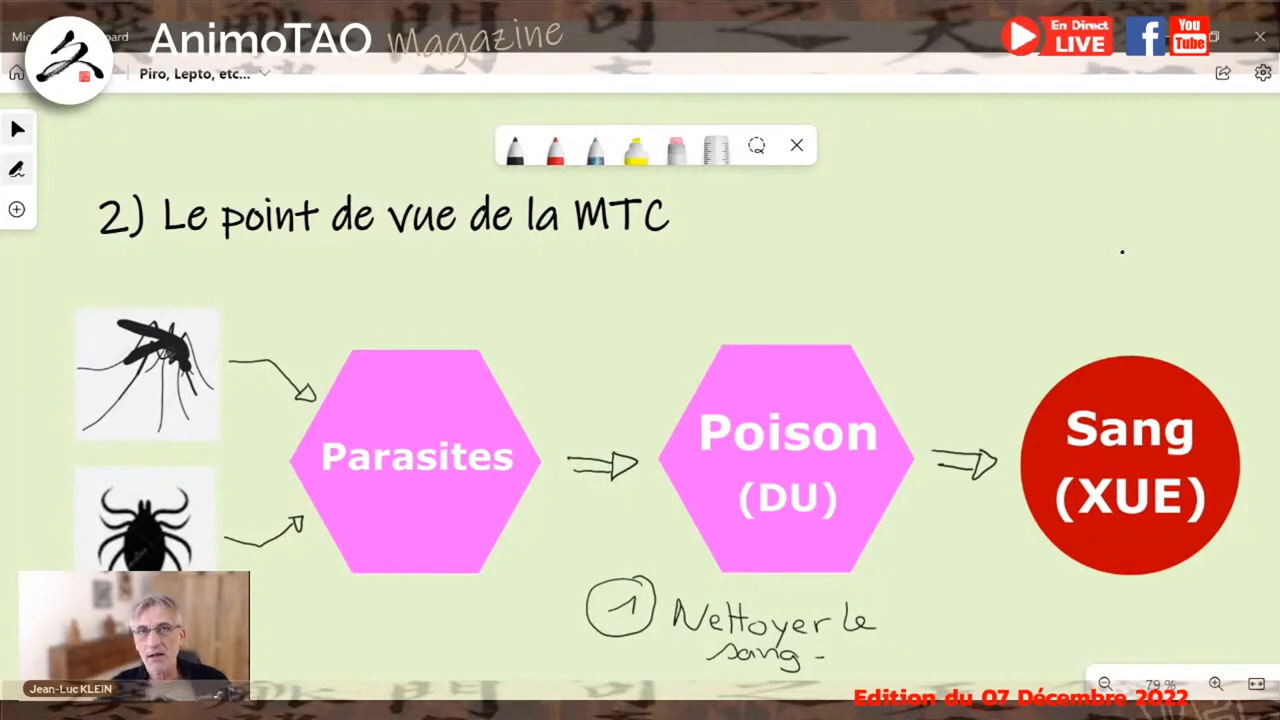 AnimoTAO Magazine
En Direct
LIVE
You
Tube
Piro, Lepto, etc...
2) Le point de vue de la MTC
Parasites
Poison
(DU)
Sang
(XUE)
1 Nettoyer le
sang -
Jean-Luc KLEIN
79 %
Edition du 07 Décembre 2022